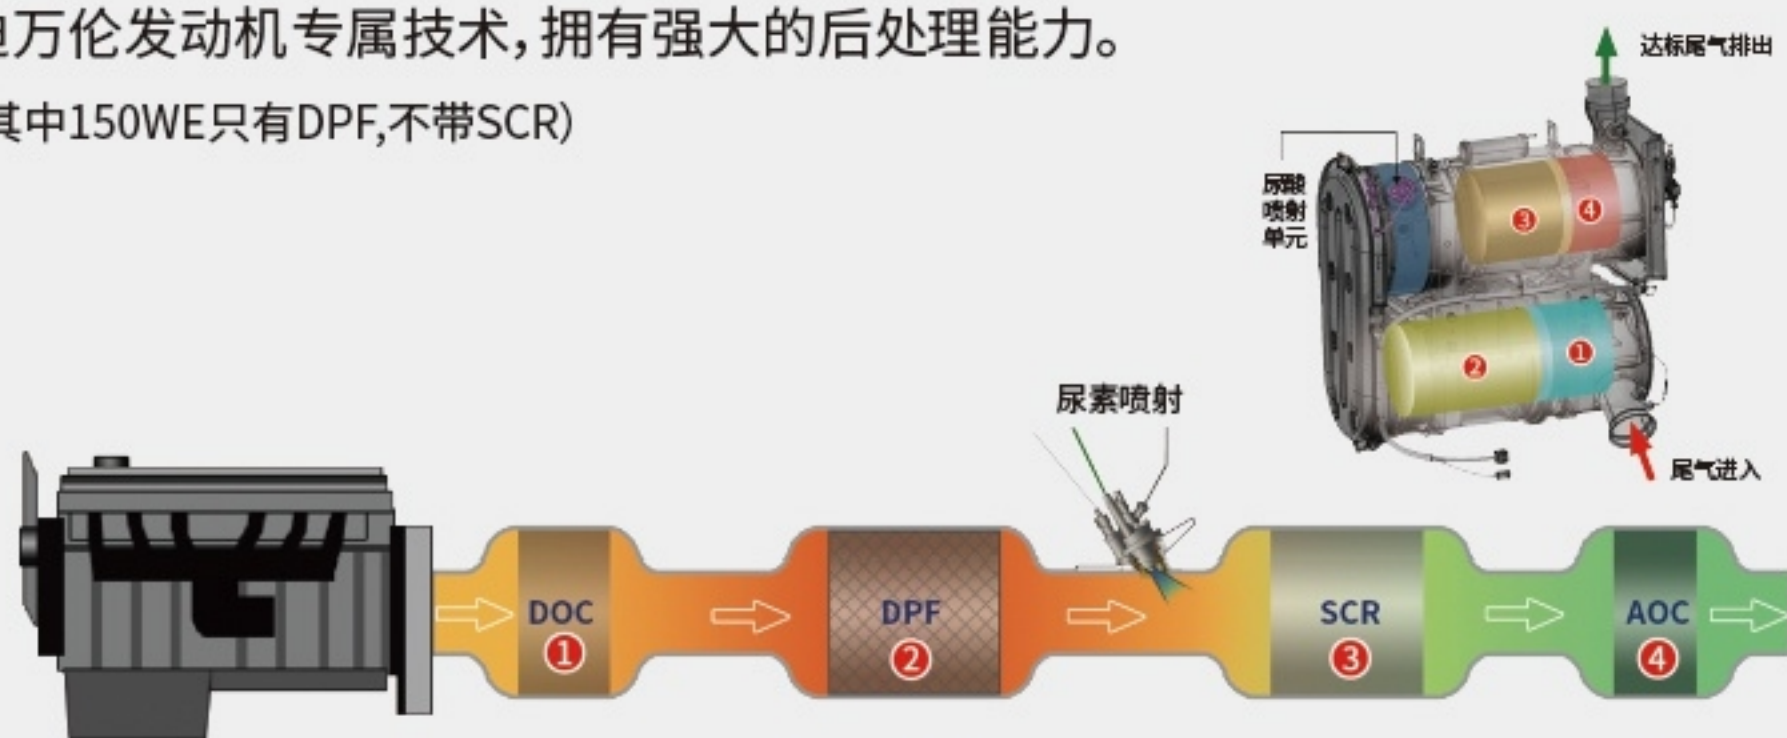 迪万伦发动机专属技术,拥有强大的后处理能力。
其中150WE只有DPF,不带SCR)
达标尾气排出
尿酸
喷射
单元
③
④
②
①
尾气进入
尿素喷射
DOC
DPF
SCR
AOC
①
②
③
④